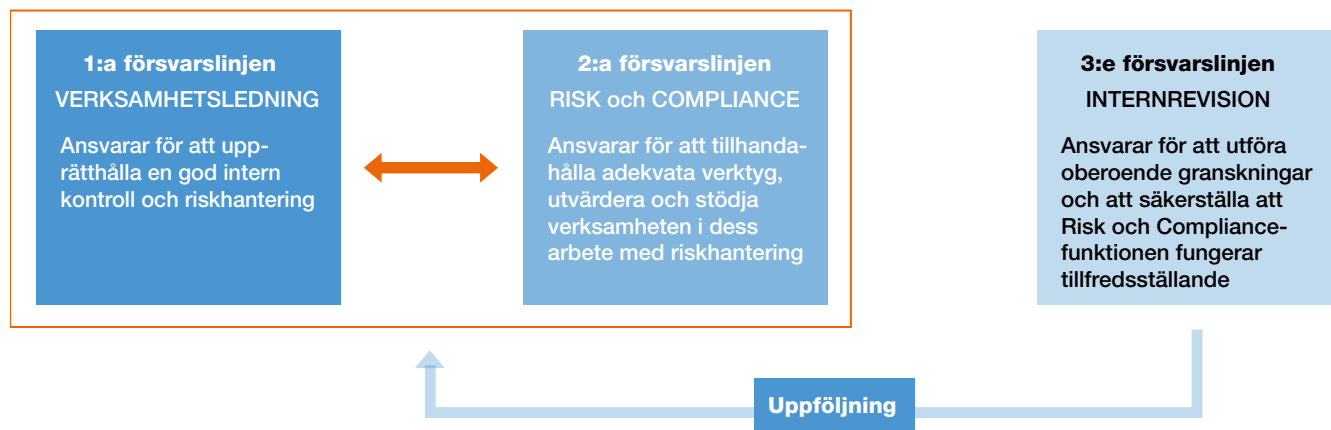 1:a försvarslinjen
VERKSAMHETSLEDNING
Ansvarar för att upp-
rätthålla en god intern
kontroll och riskhantering
2:a försvarslinjen
RISK och COMPLIANCE
Ansvarar för att tillhanda-
hålla adekvata verktyg,
utvärdera och stödja
verksamheten i dess
arbete med riskhantering
3:e försvarslinjen
INTERNREVISION
Ansvarar för att utföra
oberoende granskningar
och att säkerställa att
Risk och Compliance-
funktionen fungerar
tillfredsställande
Uppföljning